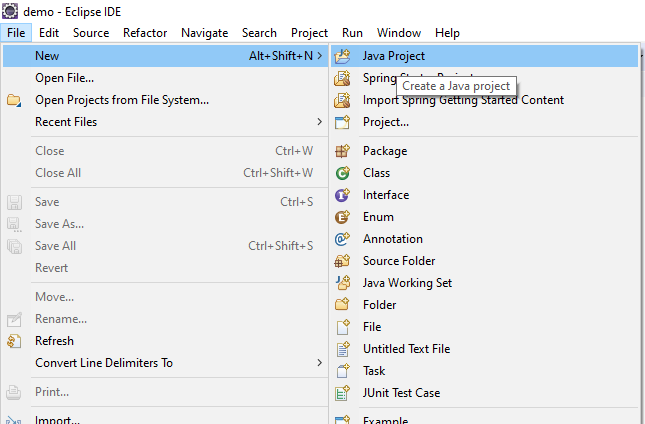 demo - Eclipse IDE
File Edit Source Refactor Navigate Search Project Run Window Help
New Alt+Shift+N
Open File...
Open Projects from File System...
Recent Files
Close Ctrl+W
Close All Ctrl+Shift+W
Save Ctrl+S
Save As...
Save All Ctrl+Shift+S
Revert
Move...
Rename...
Refresh
Convert Line Delimiters To
Print...
Import...
Java Project
Spring
Create a Java project
Import Spring Getting Started Content
Project...
Package
Class
Interface
Enum
Annotation
Source Folder
Java Working Set
Folder
File
Untitled Text File
Task
JUnit Test Case
Example